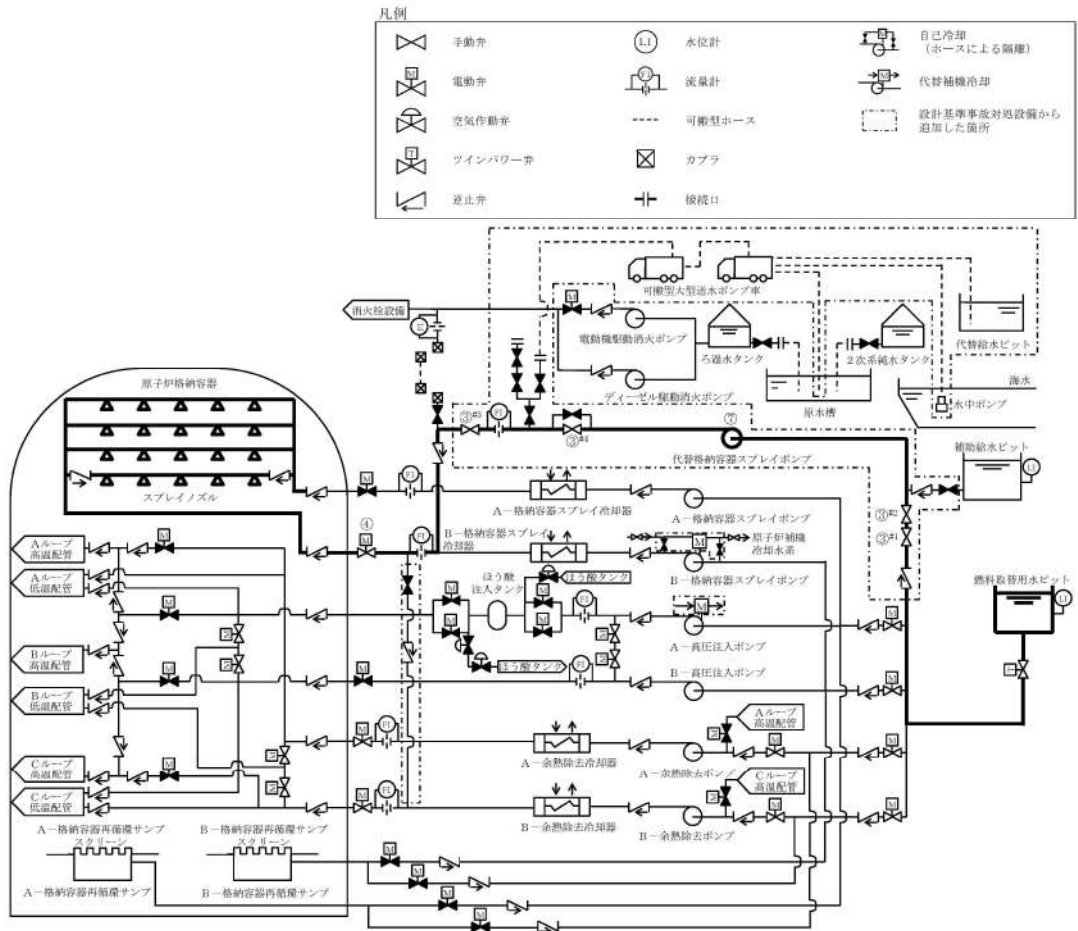 凡例
手動弁
電動弁
空気作動弁
ツインパワー弁
逆止弁
LI
水位計
FI
流量計
可搬型ホース
カプラ
接続口
自己冷却
(ホースによる隔離)
代替補機冷却
設計基準事故対処設備から
追加した箇所
M
T
消火栓設備
可搬型大型送水ポンプ車
電動機駆動消火ポンプ
ろ過水タンク
2次系純水タンク
代替給水ピット
海水
水中ポンプ
原水槽
ディーゼル駆動消火ポンプ
原子炉格納容器
③#3
FI
③#4
⑦
代替格納容器スプレイポンプ
補助給水ピット
LI
スプレイノズル
A-格納容器スプレイ冷却器
A-格納容器スプレイポンプ
③#2
③#1
④
B-格納容器スプレイ
冷却器
原子炉補機
冷却水系
B-格納容器スプレイポンプ
燃料取替用水ピット
LI
Aループ
高温配管
Aループ
低温配管
ほう酸
注入タンク
ほう酸タンク
A-高圧注入ポンプ
Bループ
高温配管
ほう酸タンク
B-高圧注入ポンプ
Bループ
低温配管
Aループ
高温配管
A-余熱除去冷却器
A-余熱除去ポンプ
Cループ
高温配管
Cループ
低温配管
Cループ
高温配管
B-余熱除去冷却器
B-余熱除去ポンプ
A-格納容器再循環サンプ
スクリーン
B-格納容器再循環サンプ
スクリーン
A-格納容器再循環サンプ
B-格納容器再循環サンプ